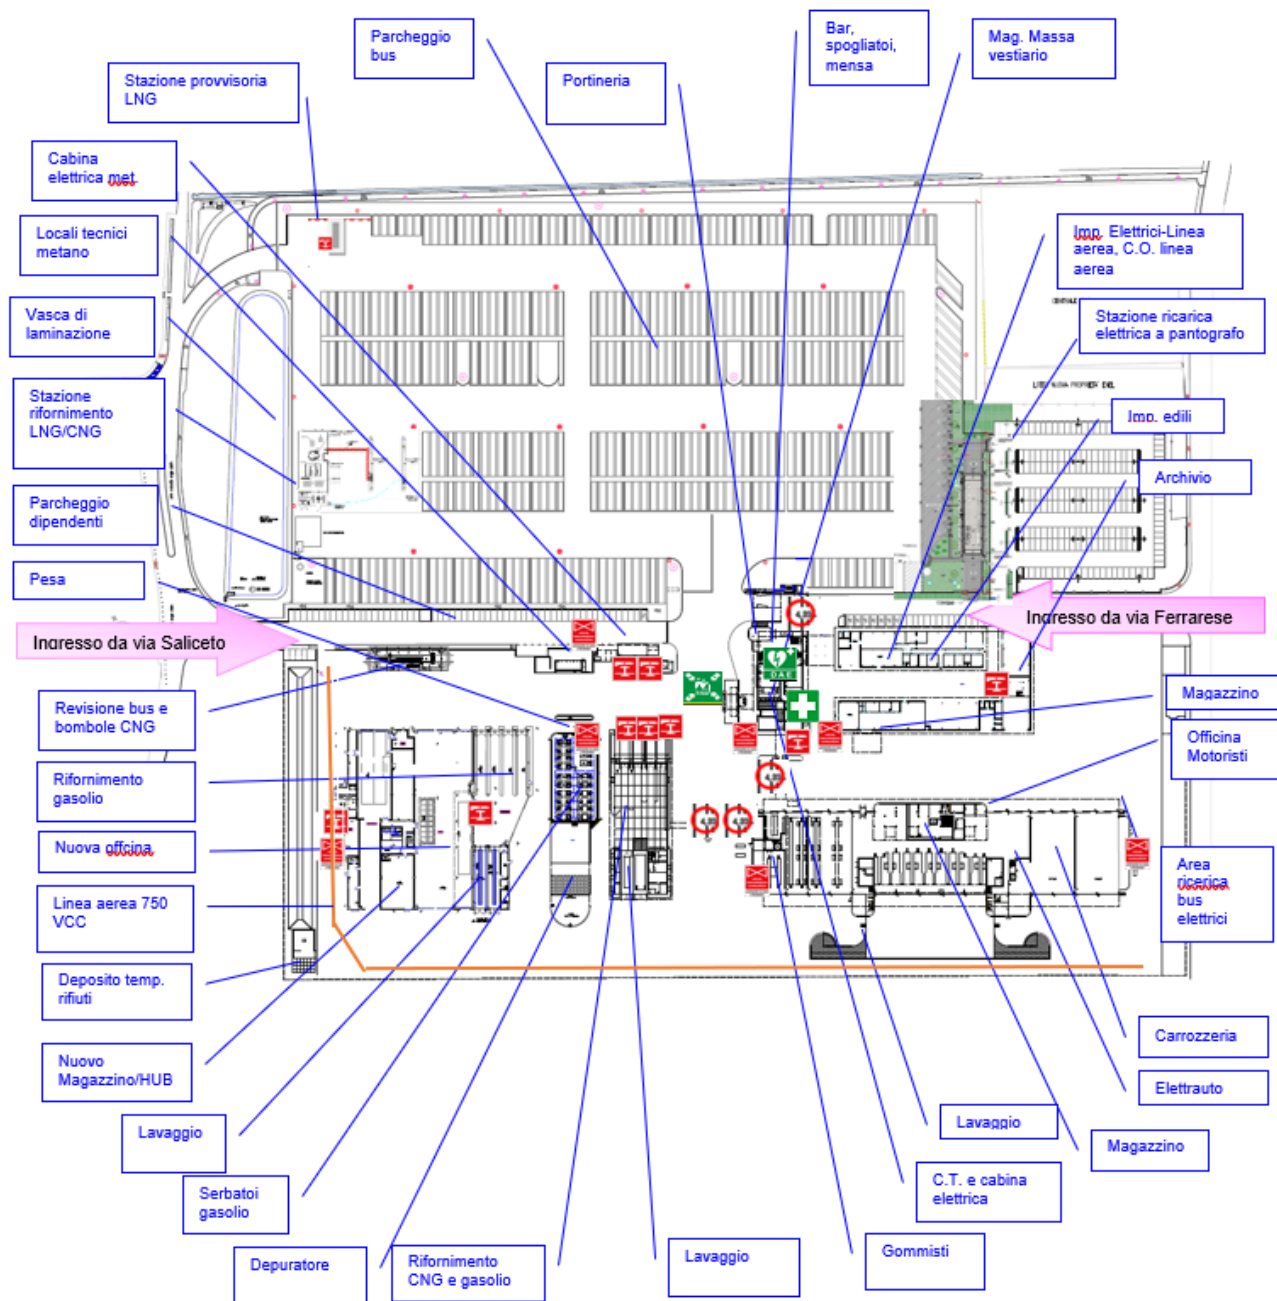 Parcheggio
bus
Bar,
spogliatoi,
mensa
Mag. Massa
vestiario
Stazione provvisoria
LNG
Portineria
Cabina
elettrica met.
Locali tecnici
metano
Imp. Elettrici-Linea
aerea, C.O. linea
aerea
Vasca di
laminazione
CENTRALE
Stazione ricarica
elettrica a pantografo
Stazione
rifornimento
LNG/CNG
Imp. edili
Archivio
Parcheggio
dipendenti
Pesa
Ingresso da via Saliceto
Ingresso da via Ferrarese
D.A.E.
Revisione bus e
bombole CNG
Magazzino
Officina
Motoristi
Rifornimento
gasolio
Nuova offcina
Linea aerea 750
VCC
Area
ricerica
bus
elettrici
Deposito temp.
rifiuti
Nuovo
Magazzino/HUB
Carrozzeria
Elettrauto
Lavaggio
Lavaggio
Magazzino
Serbatoi
gasolio
C.T. e cabina
elettrica
Depuratore
Rifornimento
CNG e gasolio
Lavaggio
Gommisti